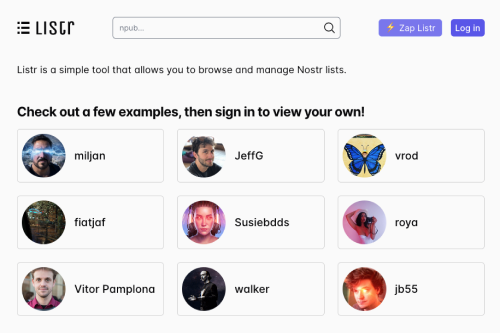 LISTR
npub...
⚡ Zap Listr
Log in
Listr is a simple tool that allows you to browse and manage Nostr lists.
Check out a few examples, then sign in to view your own!
miljan
JeffG
vrod
fiatjaf
Susiebdds
roya
Vitor Pamplona
walker
jb55